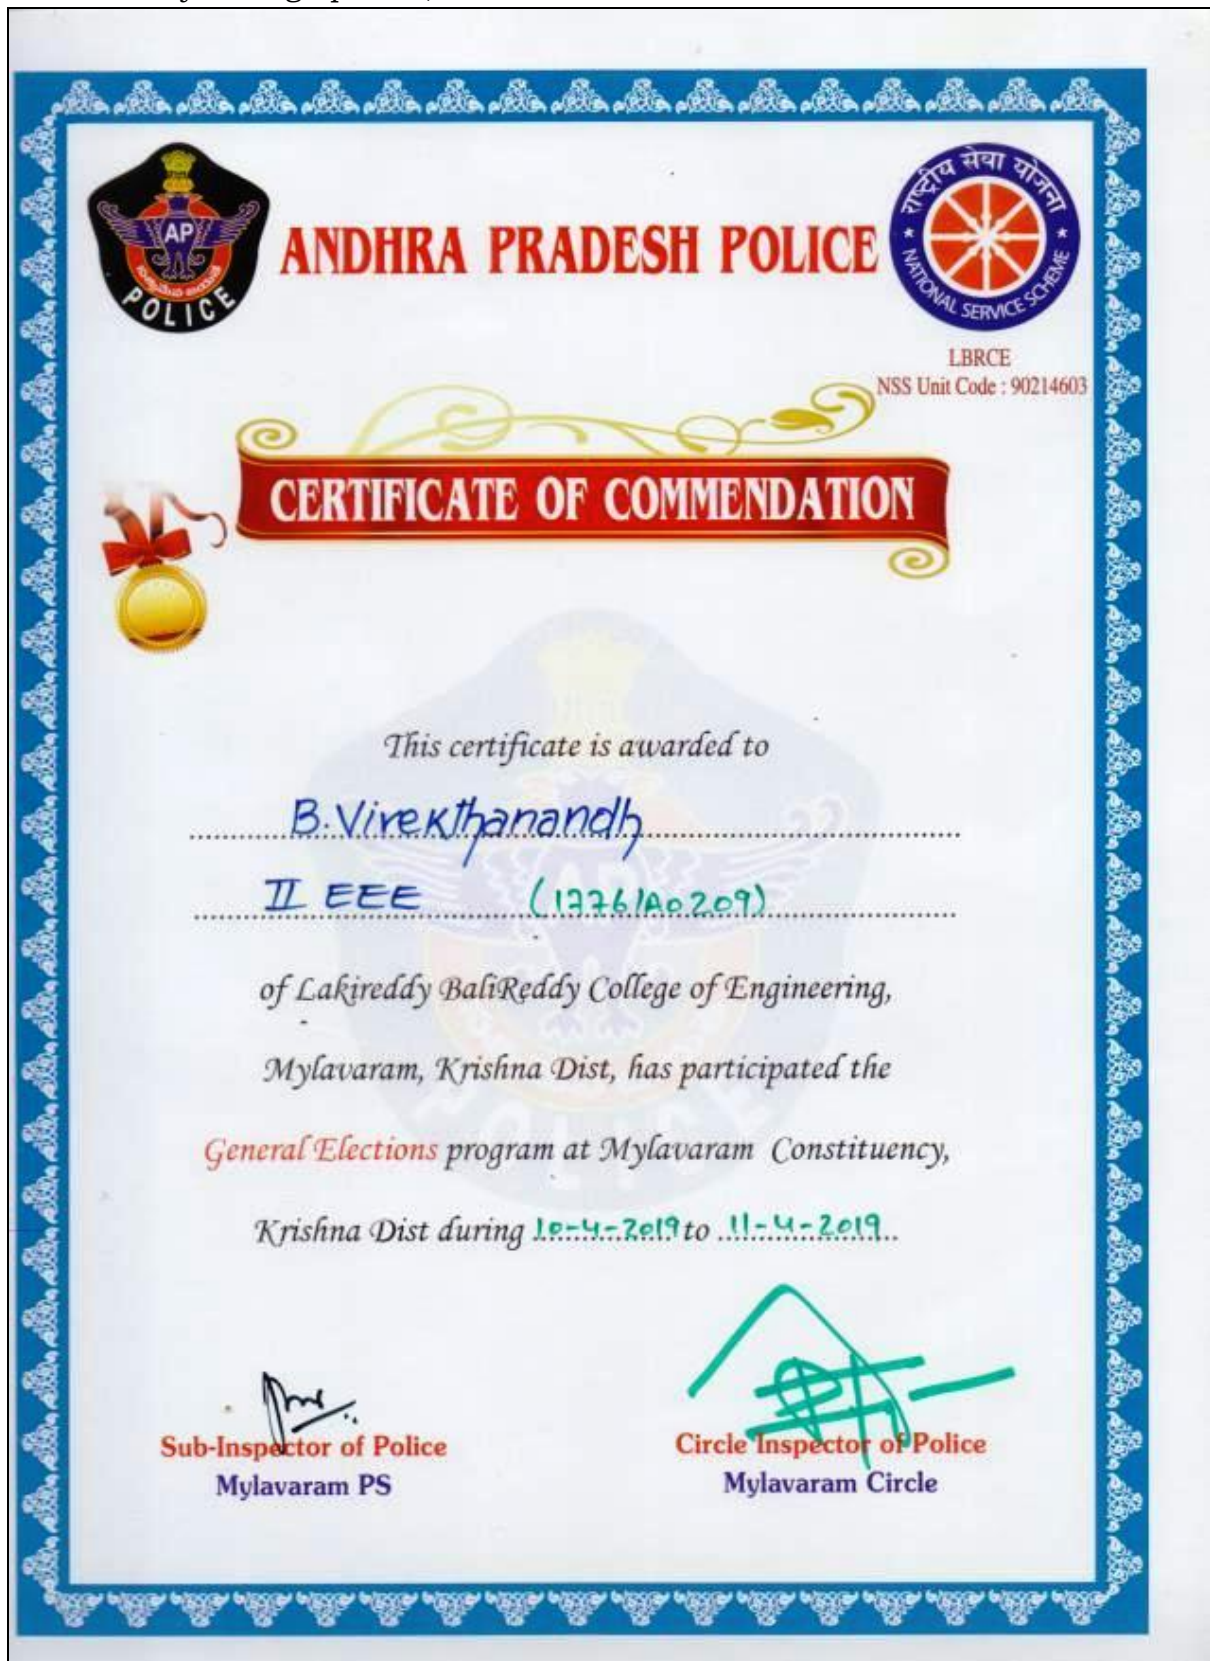 AP
POLICE
ANDHRA PRADESH POLICE
राष्ट्रीय सेवा योजना
NATIONAL SERVICE SCHEME
LBRCE
NSS Unit Code : 90214603
CERTIFICATE OF COMMENDATION
This certificate is awarded to
B. Vivekthanandh
II EEE (17761A0209)
of Lakireddy BaliReddy College of Engineering,
Mylavaram, Krishna Dist, has participated the
General Elections program at Mylavaram Constituency,
Krishna Dist during 10-4-2019 to 11-4-2019
Sub-Inspector of Police
Mylavaram PS
Circle Inspector of Police
Mylavaram Circle